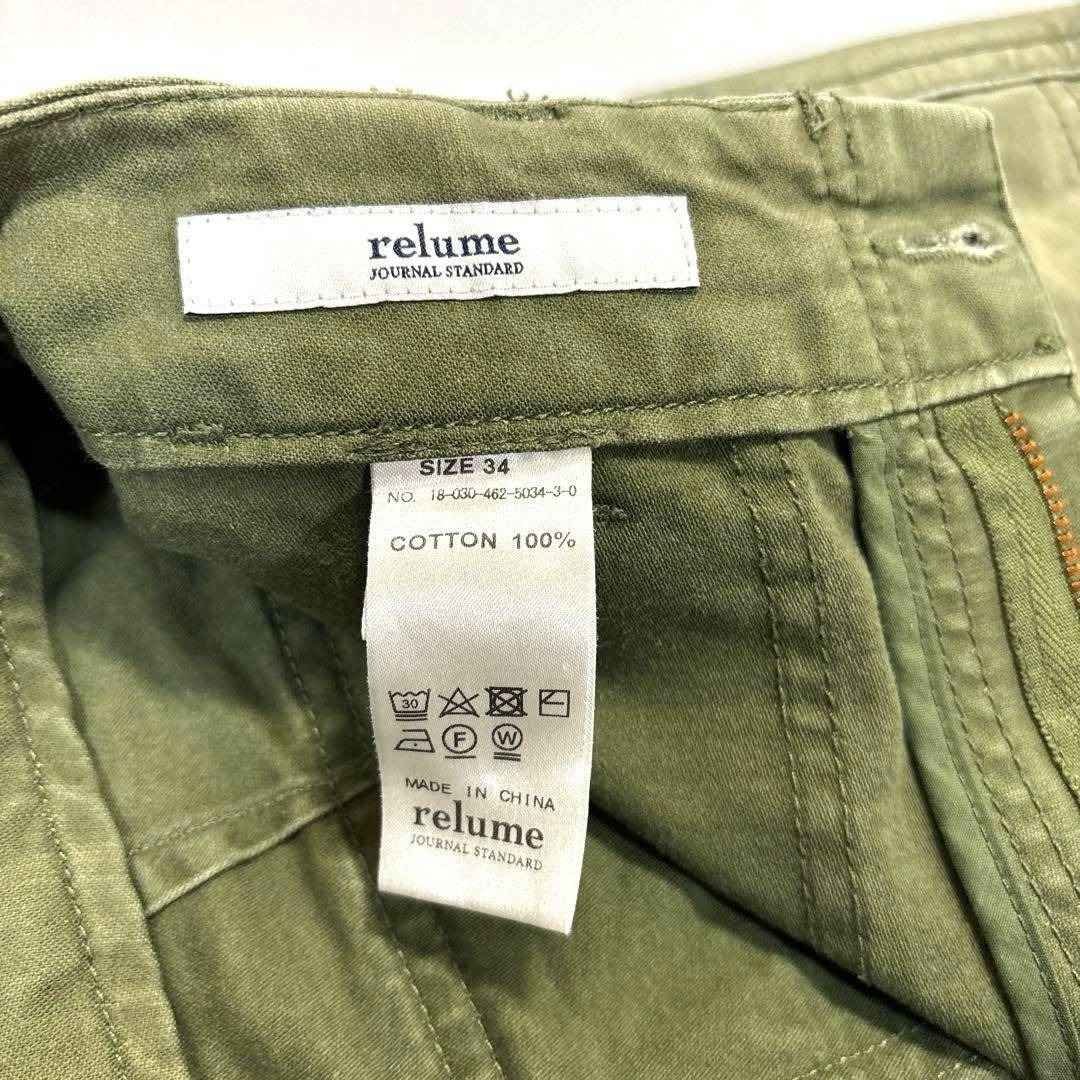 relume
JOURNAL STANDARD
SIZE 34
NO. 18-030-462-5034-3-0
COTTON 100%
30
F W
MADE IN CHINA
relume
JOURNAL STANDARD